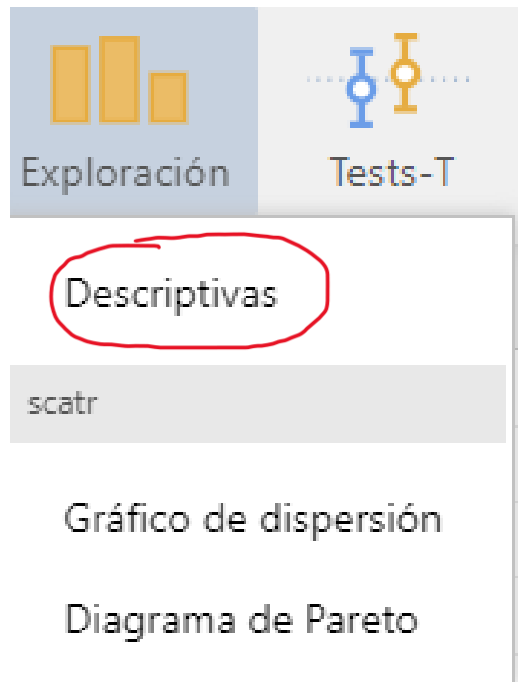 Exploración
Tests-T
Descriptivas
scatr
Gráfico de dispersión
Diagrama de Pareto